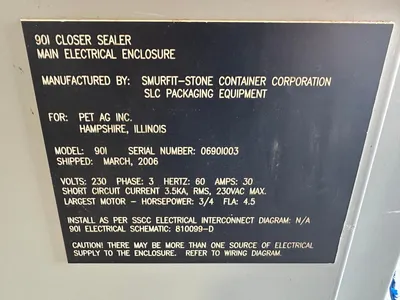 901 CLOSER SEALER
MAIN ELECTRICAL ENCLOSURE
MANUFACTURED BY: SMURFIT-STONE CONTAINER CORPORATION
SLC PACKAGING EQUIPMENT
FOR: PET AG INC.
HAMPSHIRE, ILLINOIS
MODEL: 901 SERIAL NUMBER: 06901003
SHIPPED: MARCH, 2006
VOLTS: 230 PHASE: 3 HERTZ: 60 AMPS: 30
SHORT CIRCUIT CURRENT 3.5KA, RMS, 230VAC MAX.
LARGEST MOTOR - HORSEPOWER: 3/4 FLA: 4.5
INSTALL AS PER SSCC ELECTRICAL INTERCONNECT DIAGRAM: N/A
901 ELECTRICAL SCHEMATIC: 810099-D
CAUTION! THERE MAY BE MORE THAN ONE SOURCE OF ELECTRICAL
SUPPLY TO THE ENCLOSURE. REFER TO WIRING DIAGRAM.